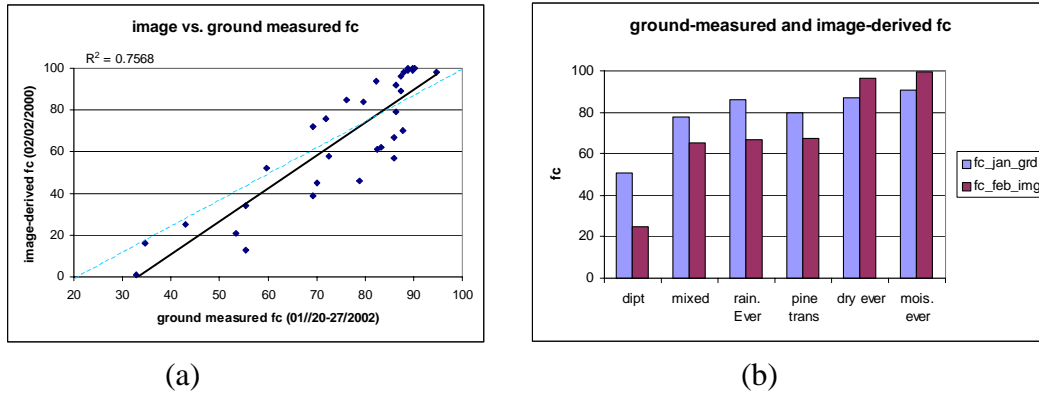 image vs. ground measured fc
R² = 0.7568
image-derived fc (02/02/2000)
100
80
60
40
20
0
20 30 40 50 60 70 80 90 100
ground measured fc (01//20-27/2002)
(a)
ground-measured and image-derived fc
fc
100
80
60
40
20
0
dipt mixed rain. pine dry ever mois.
Ever trans ever
fc_jan_grd
fc_feb_img
(b)